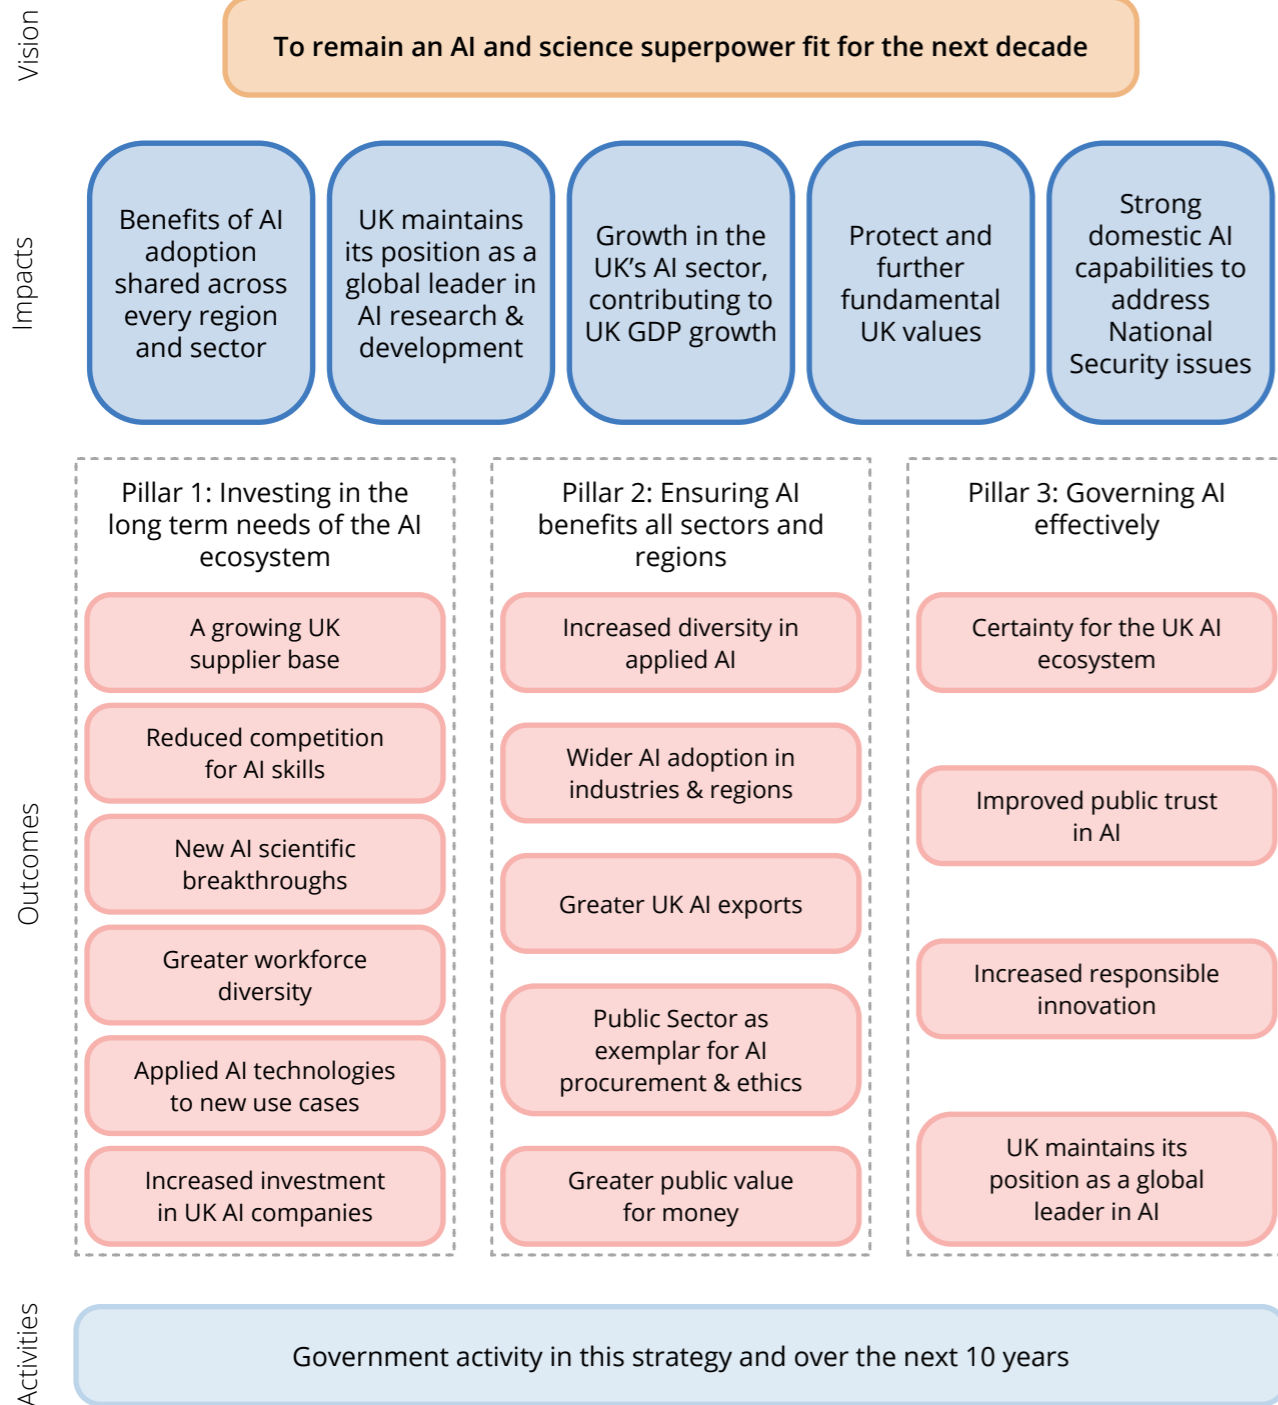 Vision
To remain an AI and science superpower fit for the next decade
Impacts
Benefits of AI
adoption
shared across
every region
and sector
UK maintains
its position as a
global leader in
AI research &
development
Growth in the
UK’s AI sector,
contributing to
UK GDP growth
Protect and
further
fundamental
UK values
Strong
domestic AI
capabilities to
address
National
Security issues
Outcomes
Pillar 1: Investing in the
long term needs of the AI
ecosystem
A growing UK
supplier base
Reduced competition
for AI skills
New AI scientific
breakthroughs
Greater workforce
diversity
Applied AI technologies
to new use cases
Increased investment
in UK AI companies
Pillar 2: Ensuring AI
benefits all sectors and
regions
Increased diversity in
applied AI
Wider AI adoption in
industries & regions
Greater UK AI exports
Public Sector as
exemplar for AI
procurement & ethics
Greater public value
for money
Pillar 3: Governing AI
effectively
Certainty for the UK AI
ecosystem
Improved public trust
in AI
Increased responsible
innovation
UK maintains its
position as a global
leader in AI
Activities
Government activity in this strategy and over the next 10 years